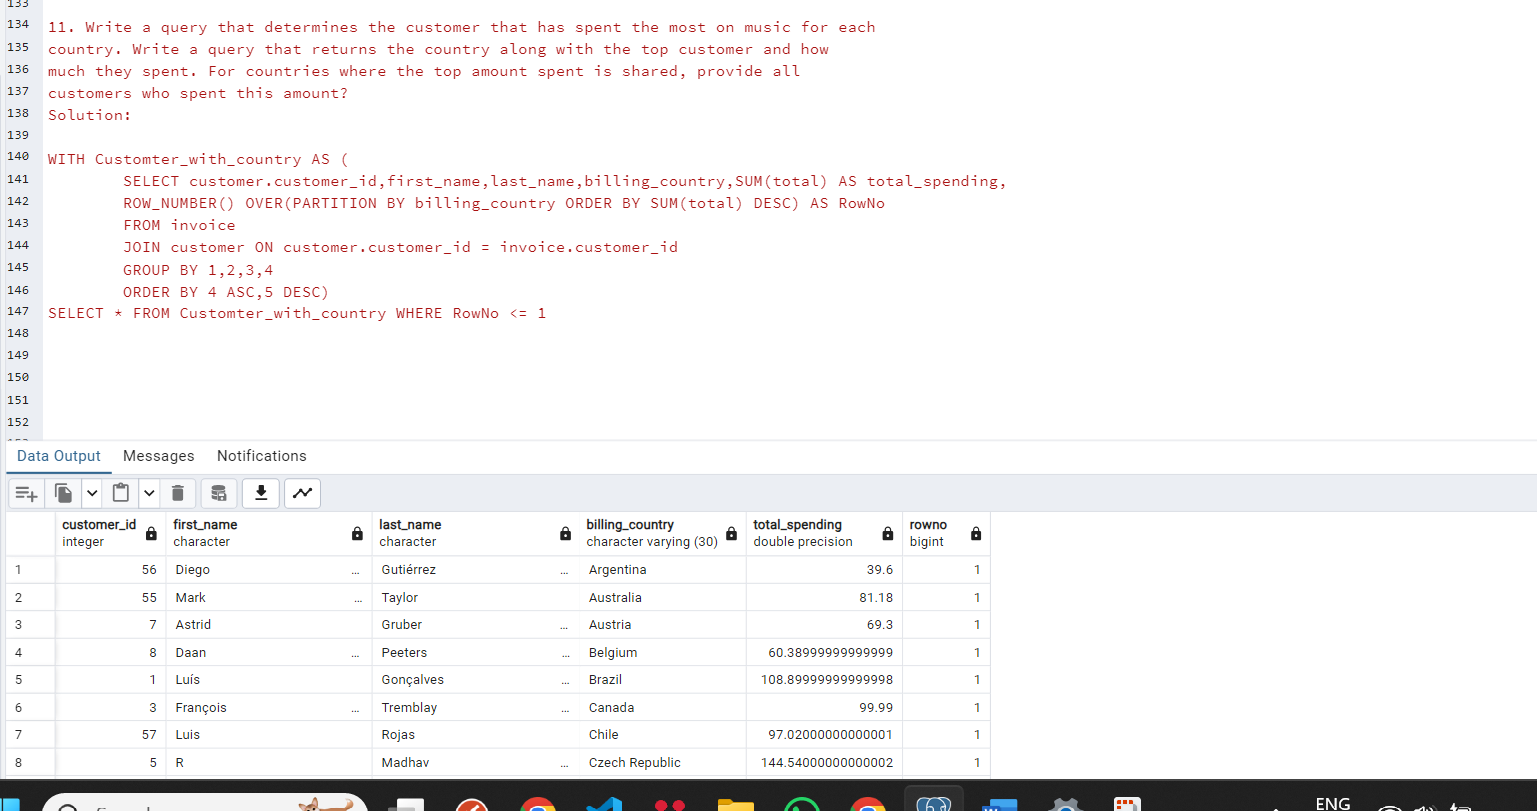 133
134 11. Write a query that determines the customer that has spent the most on music for each
135 country. Write a query that returns the country along with the top customer and how
136 much they spent. For countries where the top amount spent is shared, provide all
137 customers who spent this amount?
138 Solution:
139
140 WITH Customter_with_country AS (
141 SELECT customer.customer_id,first_name,last_name,billing_country,SUM(total) AS total_spending,
142 ROW_NUMBER() OVER(PARTITION BY billing_country ORDER BY SUM(total) DESC) AS RowNo
143 FROM invoice
144 JOIN customer ON customer.customer_id = invoice.customer_id
145 GROUP BY 1,2,3,4
146 ORDER BY 4 ASC,5 DESC)
147 SELECT * FROM Customter_with_country WHERE RowNo <= 1
148
149
150
151
152
Data Output Messages Notifications
customer_id first_name last_name billing_country total_spending rowno
integer character character character varying (30) double precision bigint
1 56 Diego ... Gutiérrez ... Argentina 39.6 1
2 55 Mark ... Taylor Australia 81.18 1
3 7 Astrid Gruber ... Austria 69.3 1
4 8 Daan ... Peeters ... Belgium 60.38999999999999 1
5 1 Luís Gonçalves ... Brazil 108.89999999999998 1
6 3 François ... Tremblay ... Canada 99.99 1
7 57 Luis Rojas Chile 97.02000000000001 1
8 5 R Madhav ... Czech Republic 144.54000000000002 1
ENG